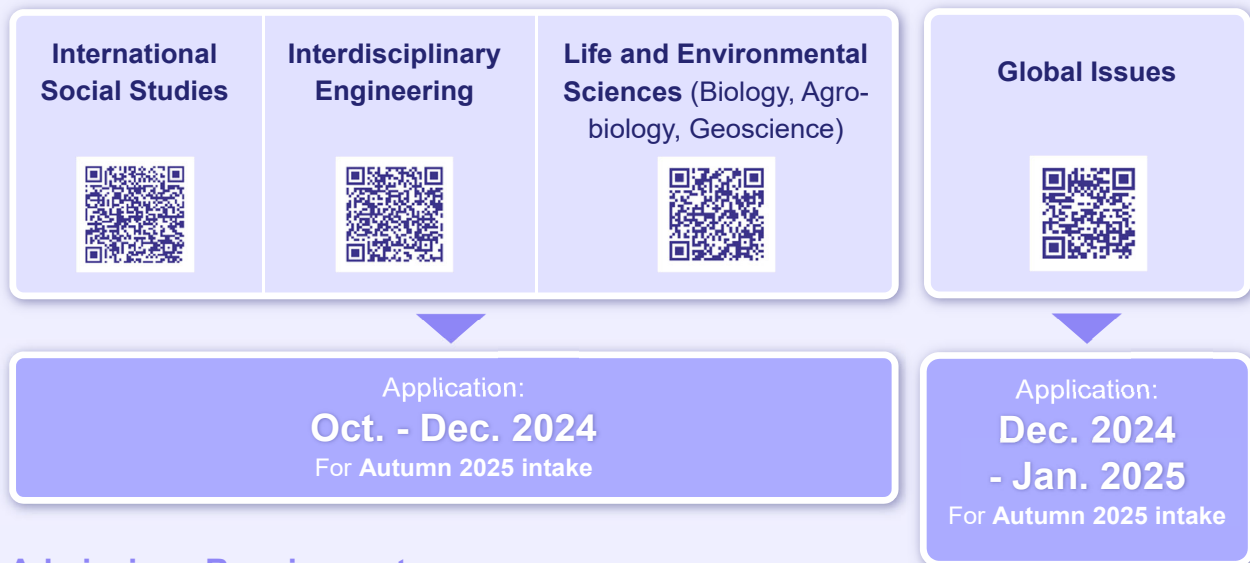 International
Social Studies
Interdisciplinary
Engineering
Life and Environmental
Sciences (Biology, Agro-
biology, Geoscience)
Global Issues
Application:
Oct. - Dec. 2024
For Autumn 2025 intake
Application:
Dec. 2024
- Jan. 2025
For Autumn 2025 intake